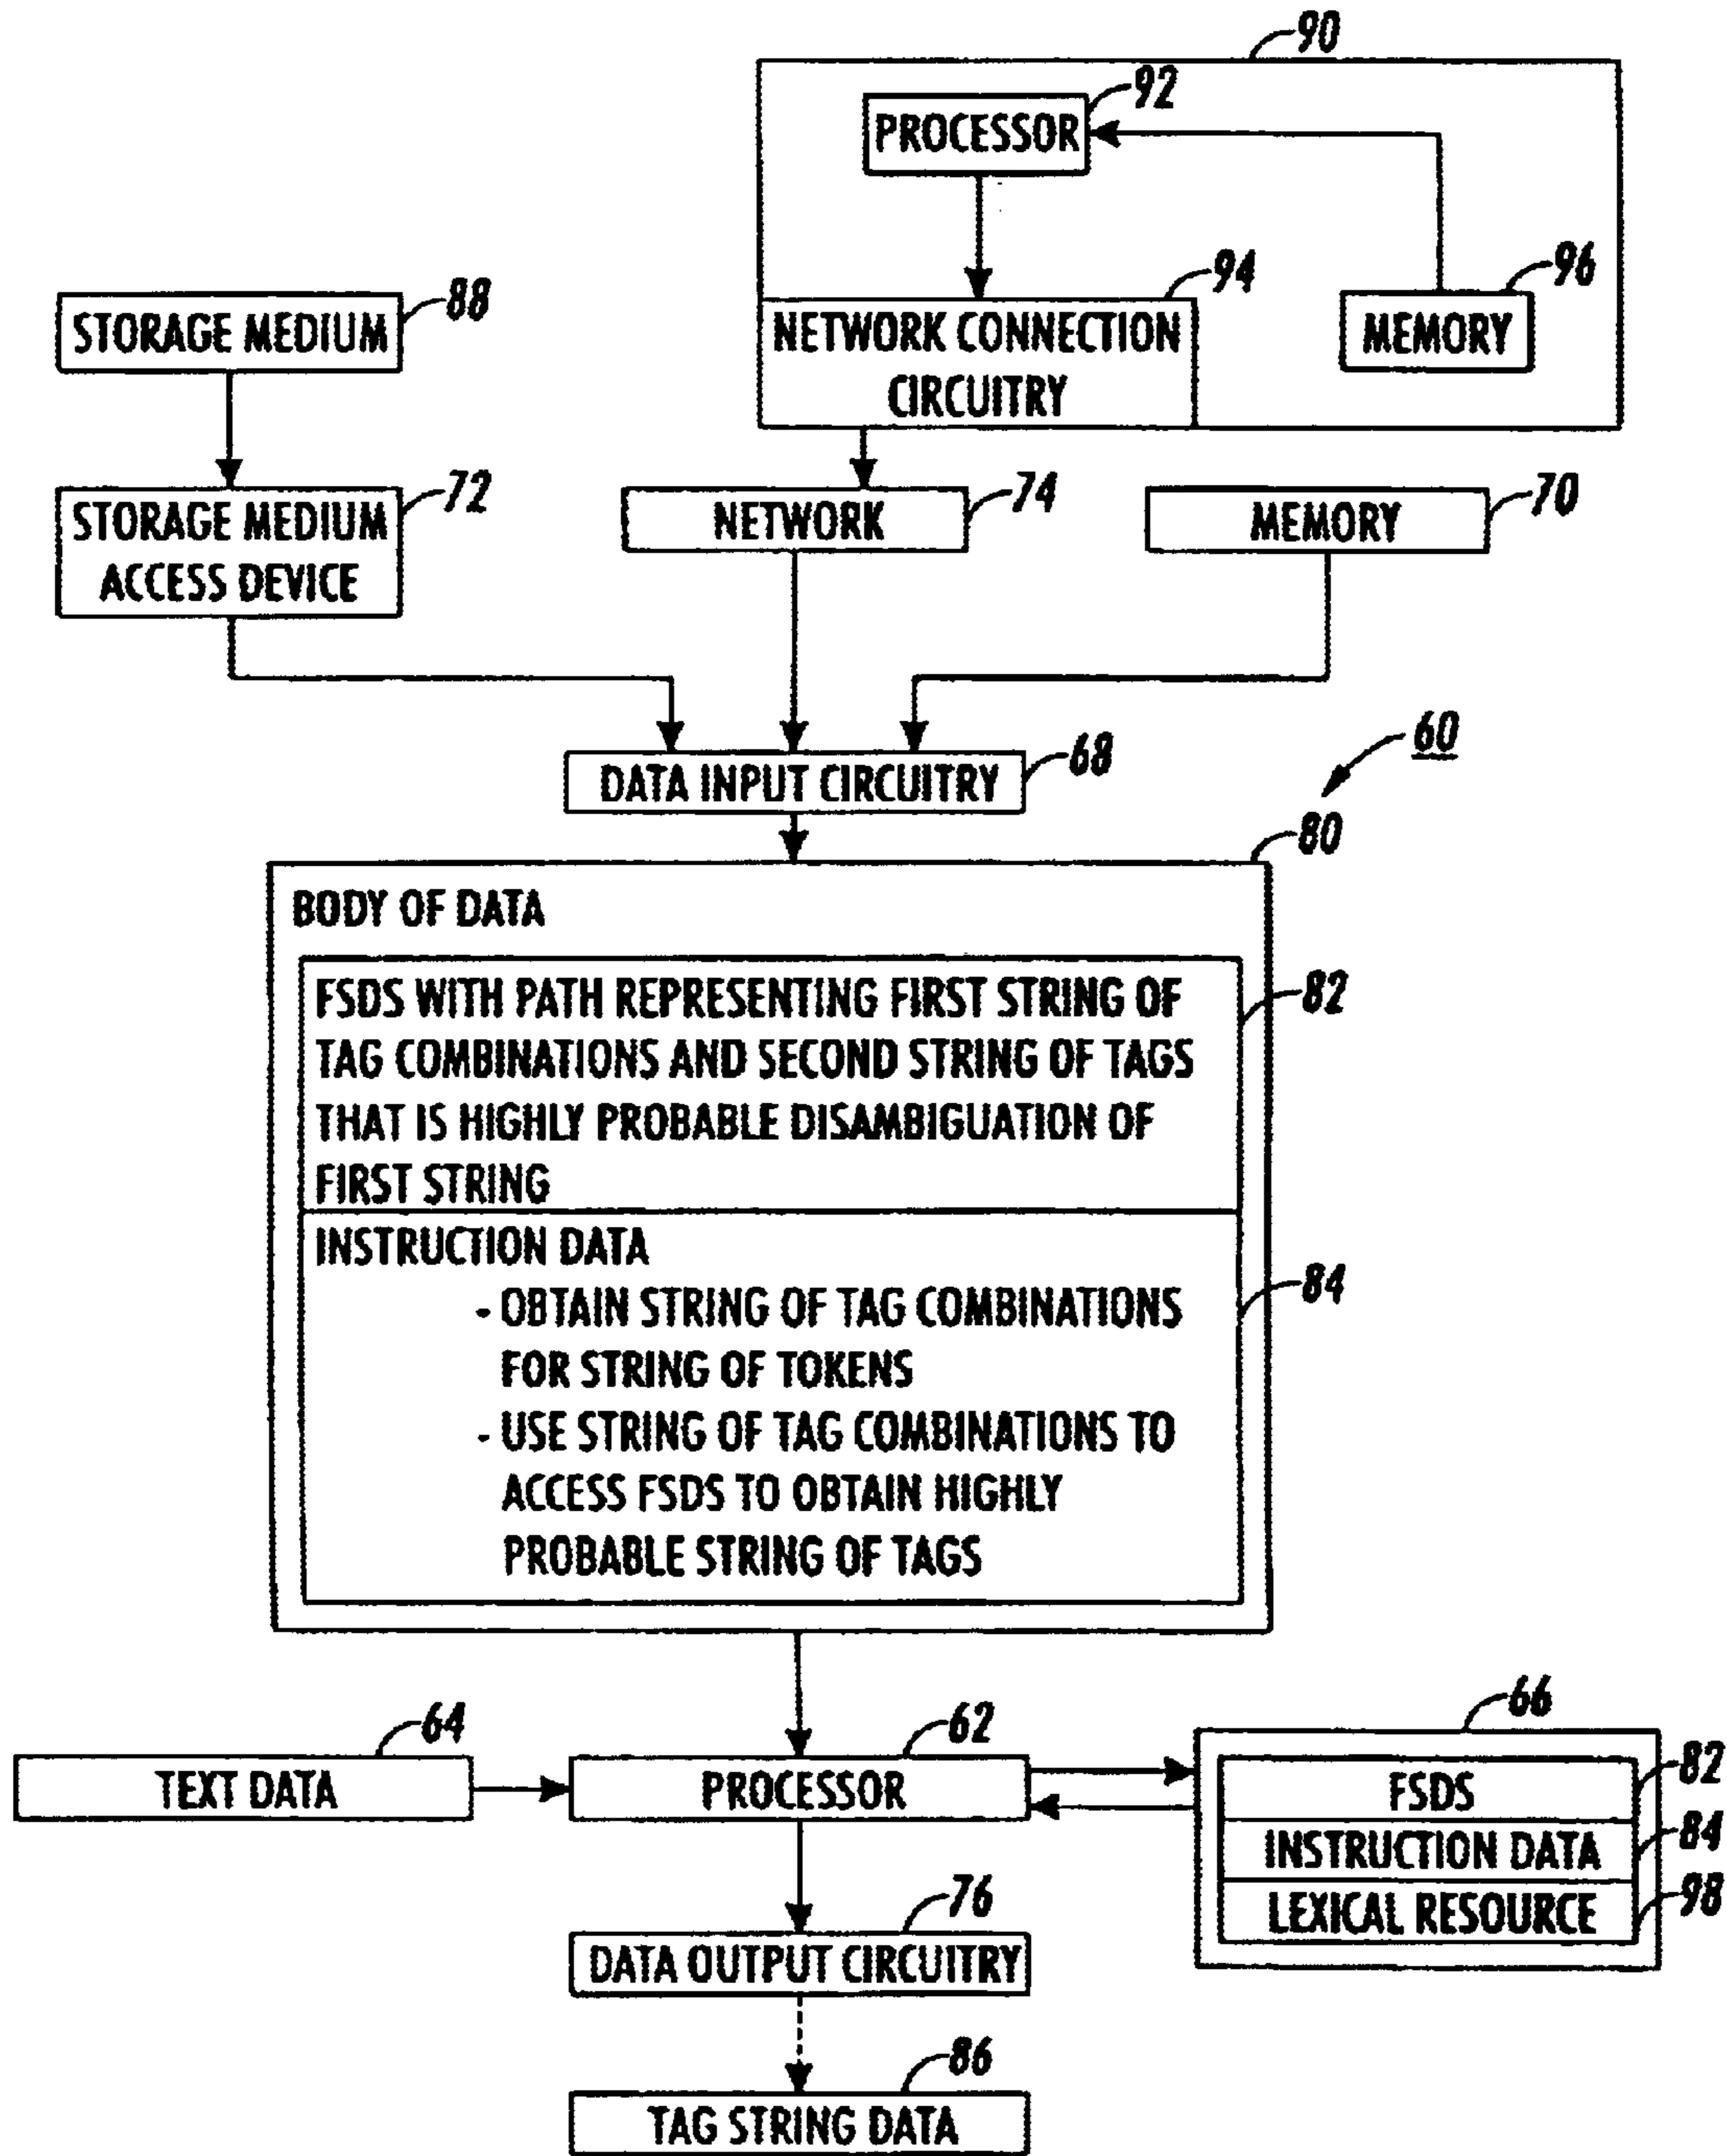 90
92
PROCESSOR
96
94
MEMORY
NETWORK CONNECTION
CIRCUITRY
88
STORAGE MEDIUM
72
STORAGE MEDIUM
ACCESS DEVICE
74
NETWORK
70
MEMORY
60
68
DATA INPUT CIRCUITRY
80
BODY OF DATA
82
FSDS WITH PATH REPRESENTING FIRST STRING OF
TAG COMBINATIONS AND SECOND STRING OF TAGS
THAT IS HIGHLY PROBABLE DISAMBIGUATION OF
FIRST STRING
INSTRUCTION DATA
84
- OBTAIN STRING OF TAG COMBINATIONS
FOR STRING OF TOKENS
- USE STRING OF TAG COMBINATIONS TO
ACCESS FSDS TO OBTAIN HIGHLY
PROBABLE STRING OF TAGS
64
TEXT DATA
62
PROCESSOR
66
FSDS
82
INSTRUCTION DATA
84
LEXICAL RESOURCE
98
76
DATA OUTPUT CIRCUITRY
86
TAG STRING DATA